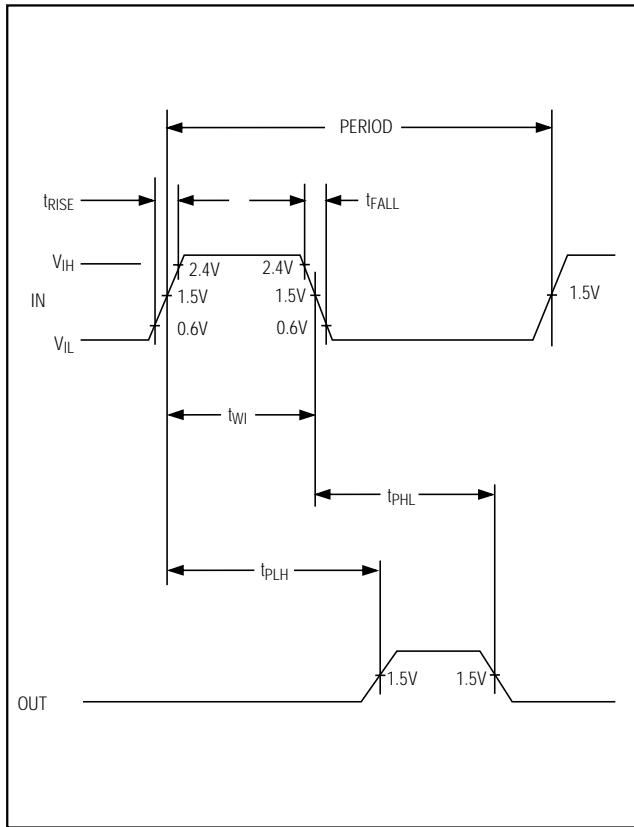 PERIOD
tRISE tFALL
VIH 2.4V 2.4V
IN 1.5V 1.5V 1.5V
0.6V 0.6V
VIL
tWI
tPHL
tPLH
1.5V 1.5V
OUT